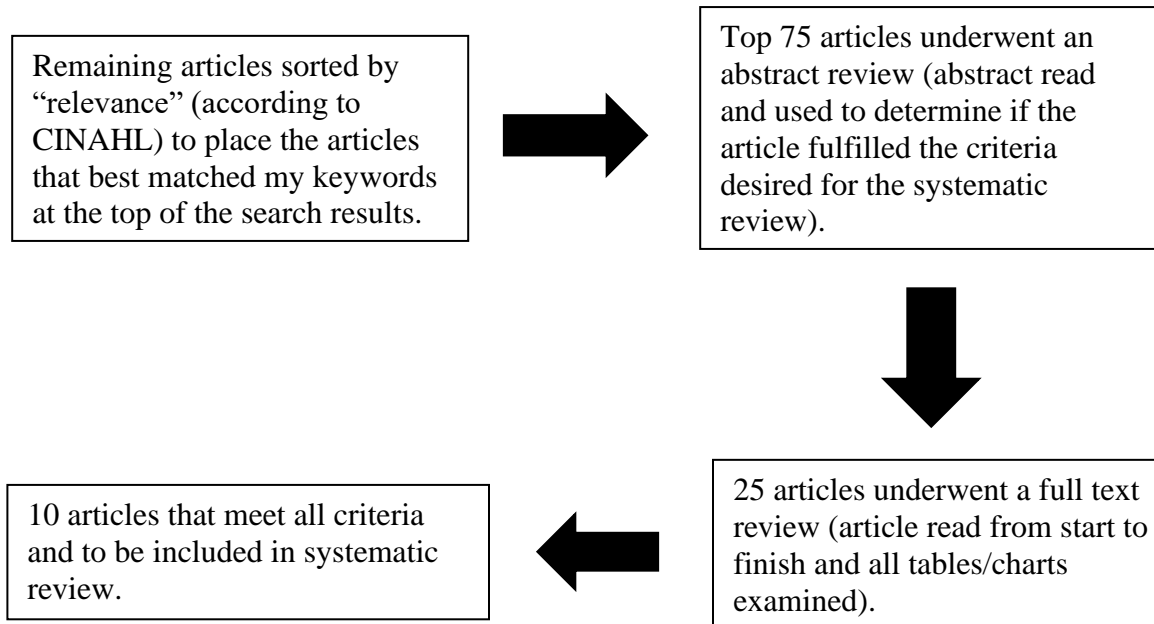 Remaining articles sorted by
“relevance” (according to
CINAHL) to place the articles
that best matched my keywords
at the top of the search results.
Top 75 articles underwent an
abstract review (abstract read
and used to determine if the
article fulfilled the criteria
desired for the systematic
review).
25 articles underwent a full text
review (article read from start to
finish and all tables/charts
examined).
10 articles that meet all criteria
and to be included in systematic
review.